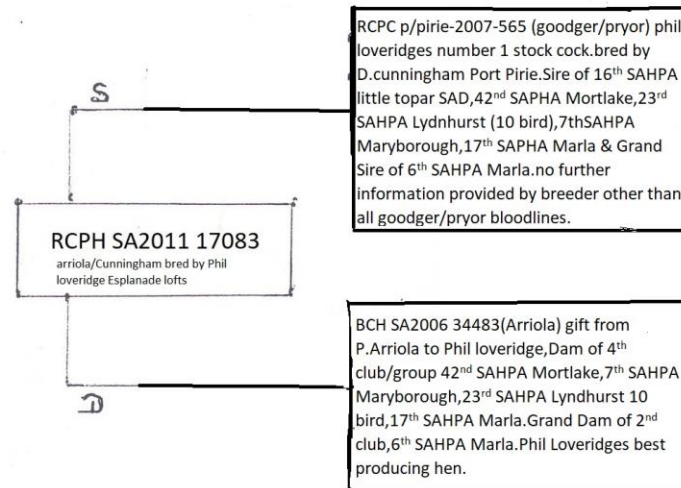 RCPC p/pirie-2007-565 (goodger/pryor) phil
loveridges number 1 stock cock.bred by
D.cunningham Port Pirie.Sire of 16th SAHPA
little topar SAD,42nd SAPHA Mortlake,23rd
SAHPA Lydnhurst (10 bird),7thSAHPA
Maryborough,17th SAPHA Marla & Grand
Sire of 6th SAHPA Marla.no further
information provided by breeder other than
all goodger/pryor bloodlines.
S
RCPH SA2011 17083
arriola/Cunningham bred by Phil
loveridge Esplanade lofts
BCH SA2006 34483(Arriola) gift from
P.Arriola to Phil loveridge,Dam of 4th
club/group 42nd SAHPA Mortlake,7th SAHPA
Maryborough,23rd SAHPA Lyndhurst 10
bird,17th SAHPA Marla.Grand Dam of 2nd
club,6th SAHPA Marla.Phil Loveridges best
producing hen.
D